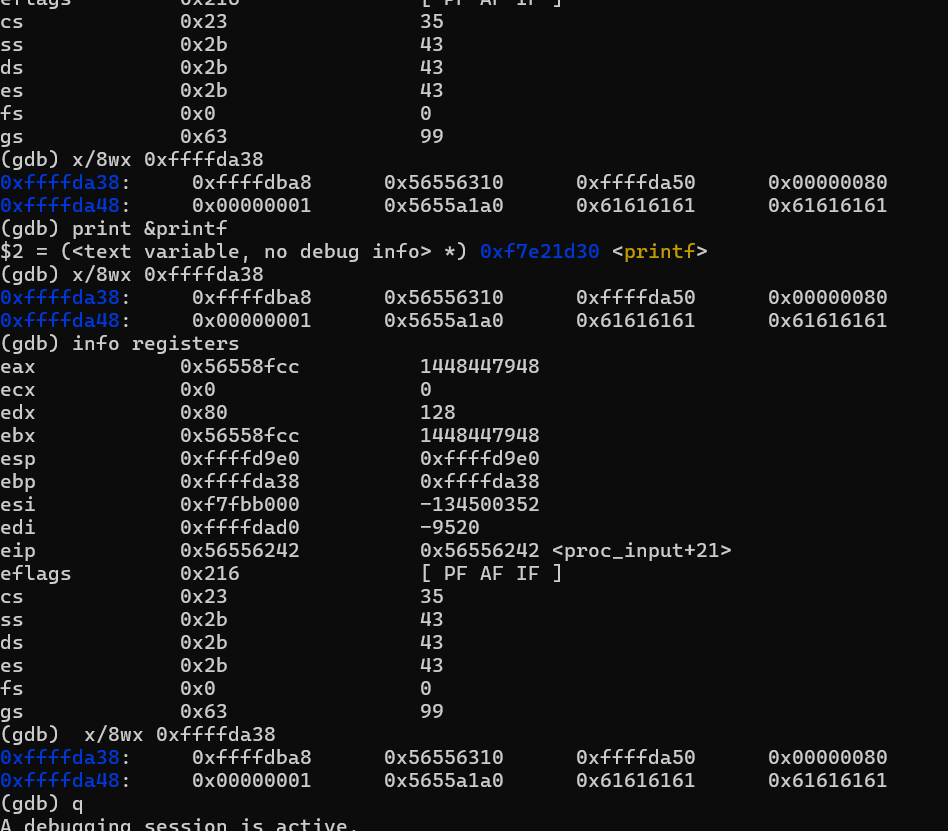 eflags 0x216 [ PF AF IF ]
cs 0x23 35
ss 0x2b 43
ds 0x2b 43
es 0x2b 43
fs 0x0 0
gs 0x63 99
(gdb) x/8wx 0xffffda38
0xffffda38: 0xffffdba8 0x56556310 0xffffda50 0x00000080
0xffffda48: 0x00000001 0x5655a1a0 0x61616161 0x61616161
(gdb) print &printf
$2 = (<text variable, no debug info> *) 0xf7e21d30 <printf>
(gdb) x/8wx 0xffffda38
0xffffda38: 0xffffdba8 0x56556310 0xffffda50 0x00000080
0xffffda48: 0x00000001 0x5655a1a0 0x61616161 0x61616161
(gdb) info registers
eax 0x56558fcc 1448447948
ecx 0x0 0
edx 0x80 128
ebx 0x56558fcc 1448447948
esp 0xffffd9e0 0xffffd9e0
ebp 0xffffda38 0xffffda38
esi 0xf7fbb000 -134500352
edi 0xffffdad0 -9520
eip 0x56556242 0x56556242 <proc_input+21>
eflags 0x216 [ PF AF IF ]
cs 0x23 35
ss 0x2b 43
ds 0x2b 43
es 0x2b 43
fs 0x0 0
gs 0x63 99
(gdb)  x/8wx 0xffffda38
0xffffda38: 0xffffdba8 0x56556310 0xffffda50 0x00000080
0xffffda48: 0x00000001 0x5655a1a0 0x61616161 0x61616161
(gdb) q
A debugging session is active.